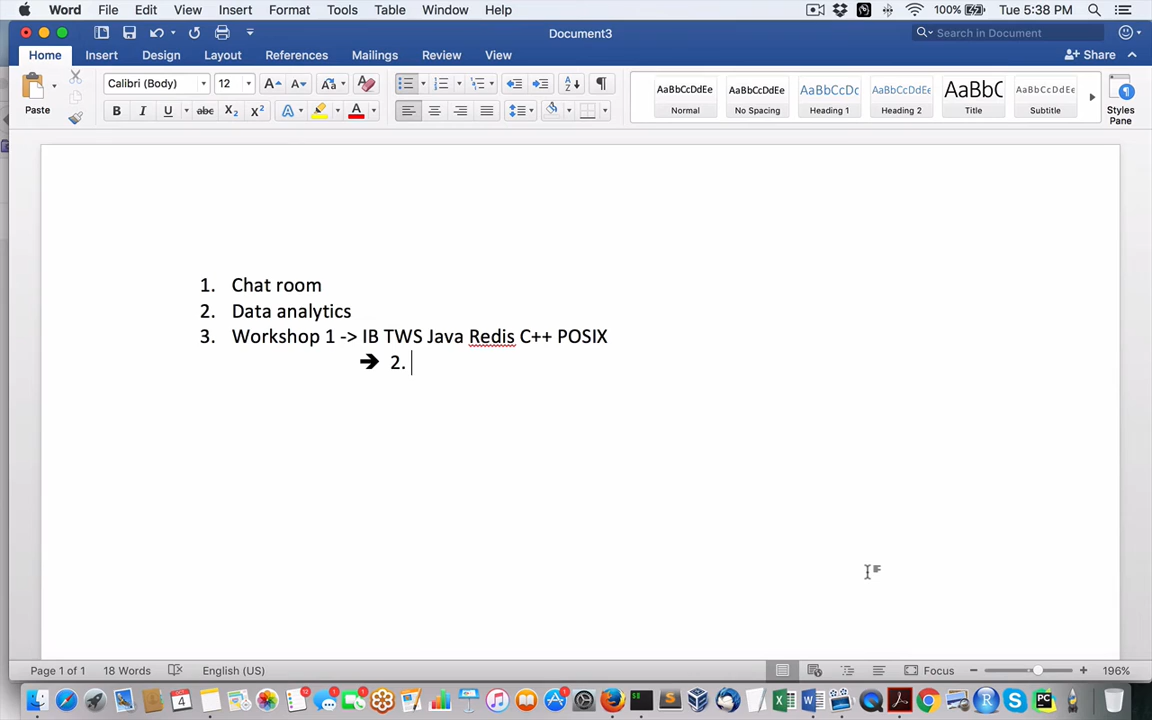 Word File Edit View Insert Format Tools Table Window Help 100% Tue 5:38 PM
Document3
Search in Document
Home Insert Design Layout References Mailings Review View Share
Calibri (Body) 12
AaBbCcDdEe AaBbCcDdEe AaBbCcDc AaBbCcDdEe AaBbC AaBbCcDdEe
Paste B I U abc X₂ X² A A Normal No Spacing Heading 1 Heading 2 Title Subtitle Styles Pane
1. Chat room
2. Data analytics
3. Workshop 1 -> IB TWS Java Redis C++ POSIX
➔ 2.
Page 1 of 1 18 Words English (US) Focus 196%